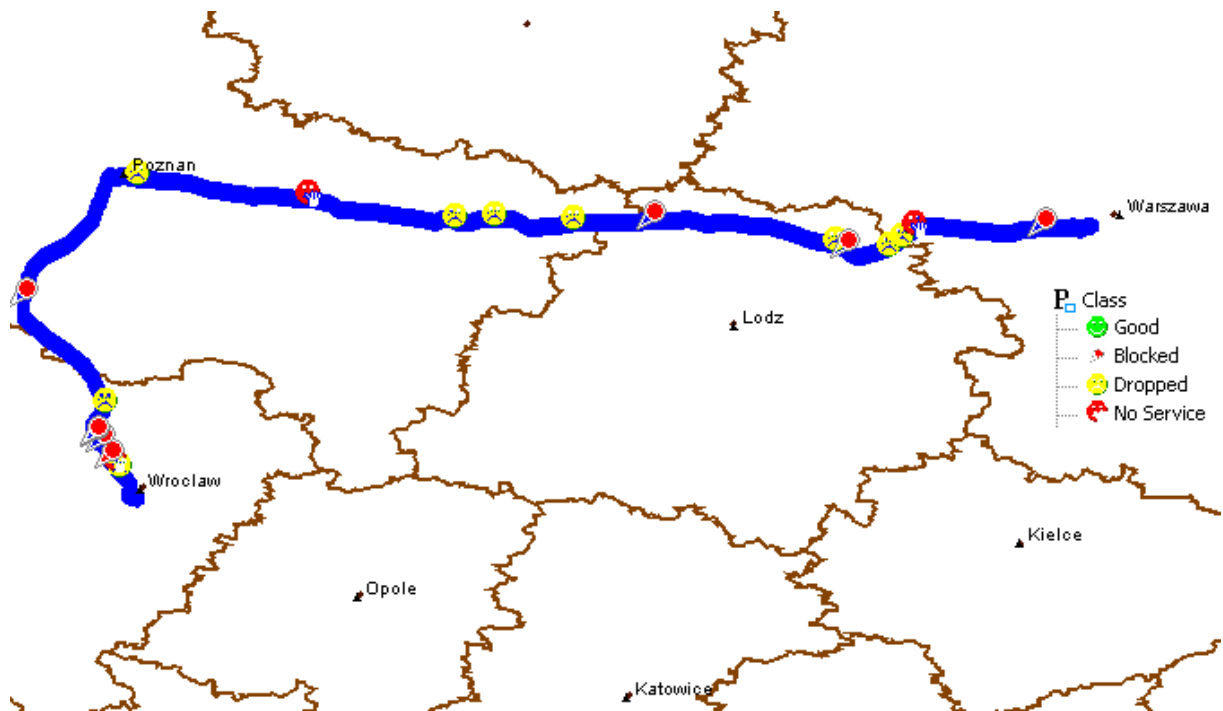 Poznan
Warszawa
P Class
Good
Lodz
Blocked
Dropped
No Service
Wroclaw
Kielce
Opole
Katowice